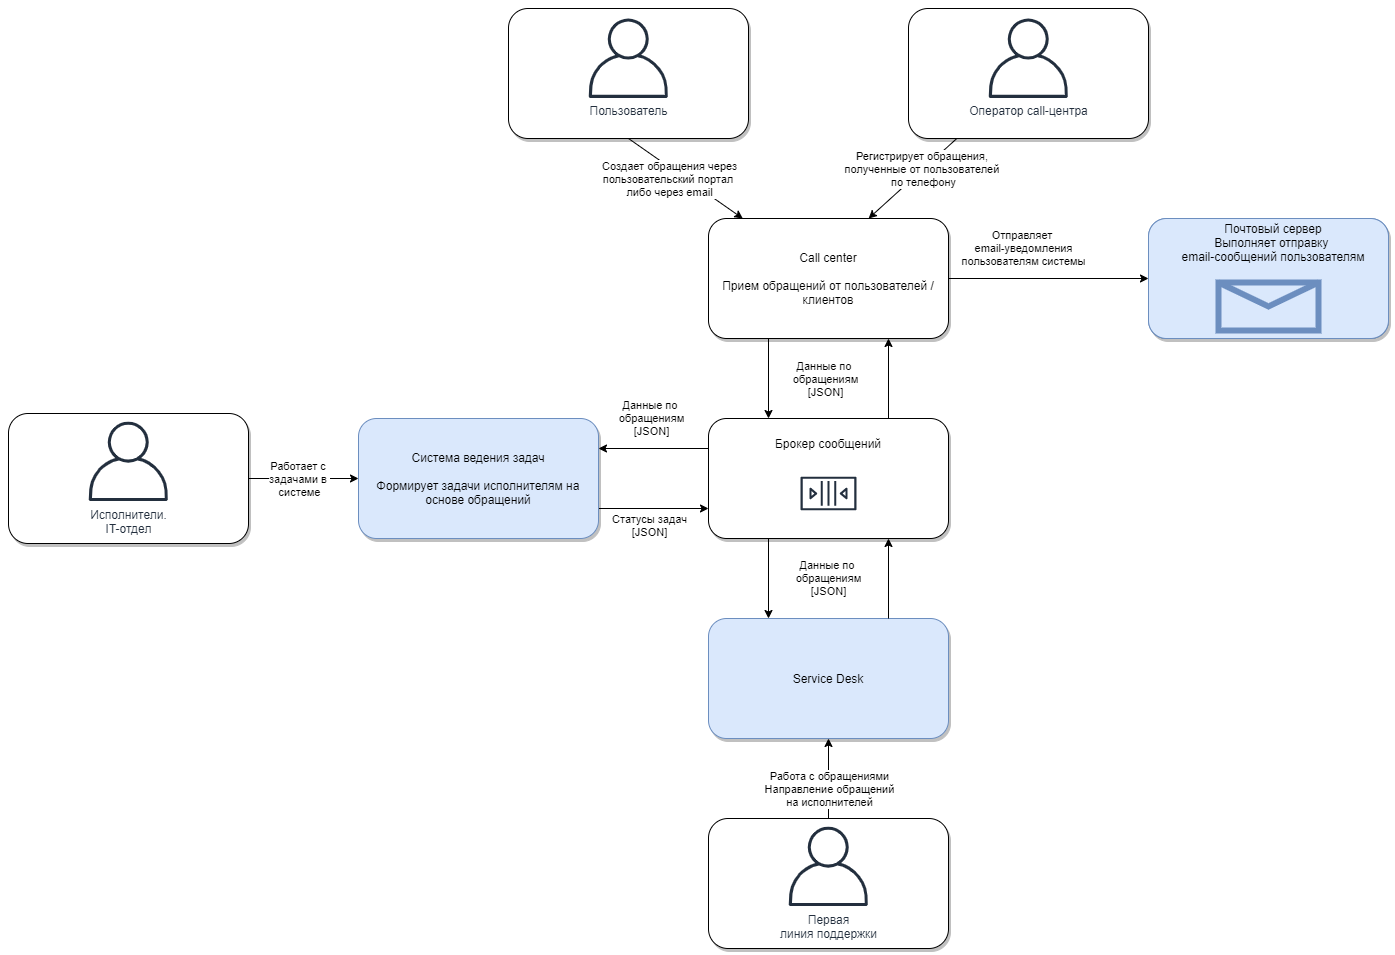 Пользователь
Оператор call-центра
Создает обращения через
пользовательский портал
либо через email
Регистрирует обращения,
полученные от пользователей
по телефону
Call center
Прием обращений от пользователей /
клиентов
Отправляет
email-уведомления
пользователям системы
Почтовый сервер
Выполняет отправку
email-сообщений пользователям
Данные по
обращениям
[JSON]
Данные по
обращениям
[JSON]
Брокер сообщений
Исполнители.
IT-отдел
Работает с
задачами в
системе
Система ведения задач
Формирует задачи исполнителям на
основе обращений
Статусы задач
[JSON]
Данные по
обращениям
[JSON]
Service Desk
Работа с обращениями
Направление обращений
на исполнителей
Первая
линия поддержки